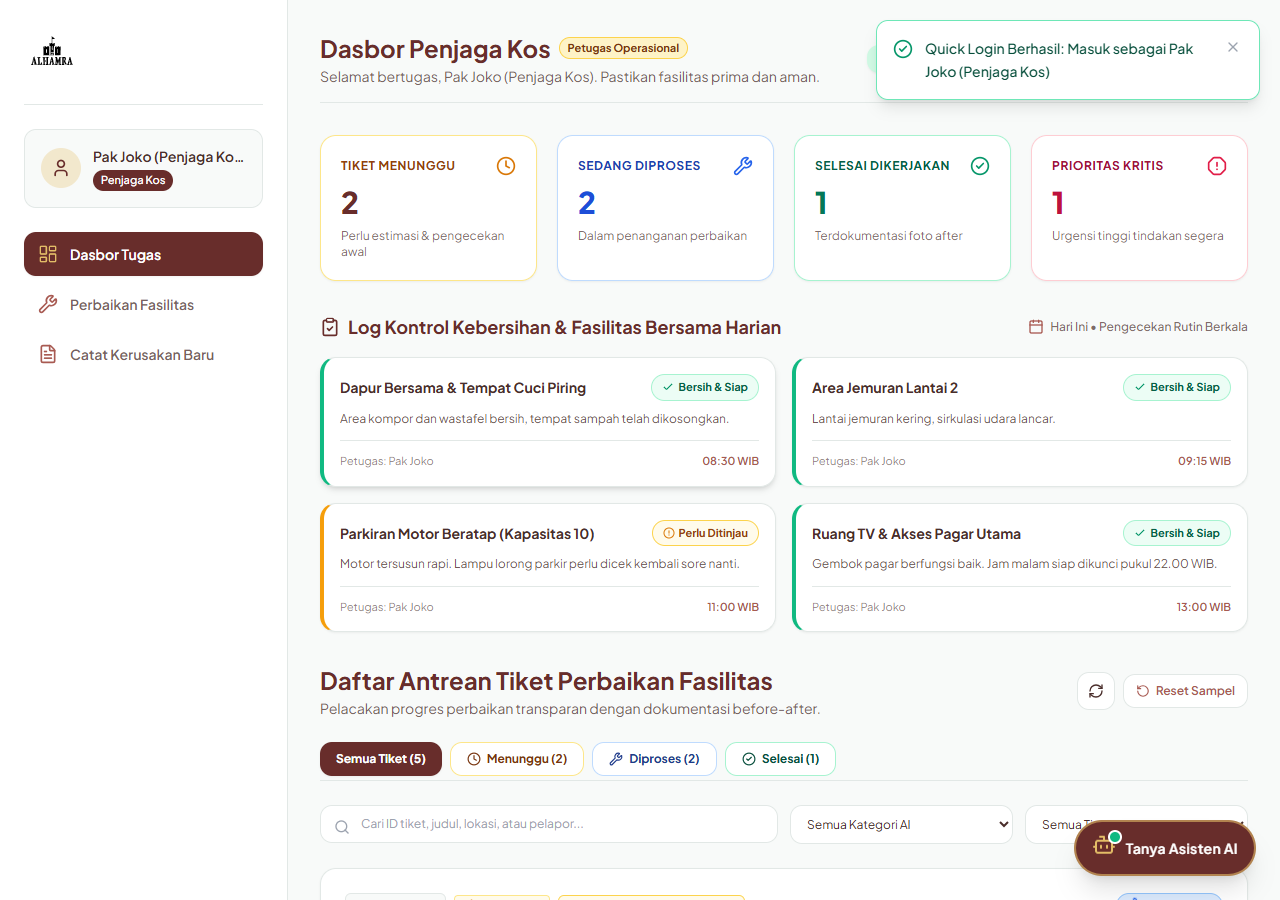 ALHAMRA
Pak Joko (Penjaga Ko...
Penjaga Kos
Dasbor Tugas
Perbaikan Fasilitas
Catat Kerusakan Baru
Dasbor Penjaga Kos
Petugas Operasional
Selamat bertugas, Pak Joko (Penjaga Kos). Pastikan fasilitas prima dan aman.
Quick Login Berhasil: Masuk sebagai Pak
Joko (Penjaga Kos)
TIKET MENUNGGU
2
Perlu estimasi & pengecekan
awal
SEDANG DIPROSES
2
Dalam penanganan perbaikan
SELESAI DIKERJAKAN
1
Terdokumentasi foto after
PRIORITAS KRITIS
1
Urgensi tinggi tindakan segera
Log Kontrol Kebersihan & Fasilitas Bersama Harian
Hari Ini • Pengecekan Rutin Berkala
Dapur Bersama & Tempat Cuci Piring
Bersih & Siap
Area kompor dan wastafel bersih, tempat sampah telah dikosongkan.
Petugas: Pak Joko
08:30 WIB
Area Jemuran Lantai 2
Bersih & Siap
Lantai jemuran kering, sirkulasi udara lancar.
Petugas: Pak Joko
09:15 WIB
Parkiran Motor Beratap (Kapasitas 10)
Perlu Ditinjau
Motor tersusun rapi. Lampu lorong parkir perlu dicek kembali sore nanti.
Petugas: Pak Joko
11:00 WIB
Ruang TV & Akses Pagar Utama
Bersih & Siap
Gembok pagar berfungsi baik. Jam malam siap dikunci pukul 22.00 WIB.
Petugas: Pak Joko
13:00 WIB
Daftar Antrean Tiket Perbaikan Fasilitas
Pelacakan progres perbaikan transparan dengan dokumentasi before-after.
Reset Sampel
Semua Tiket (5)
Menunggu (2)
Diproses (2)
Selesai (1)
Cari ID tiket, judul, lokasi, atau pelapor...
Semua Kategori AI
Semua
Tanya Asisten AI